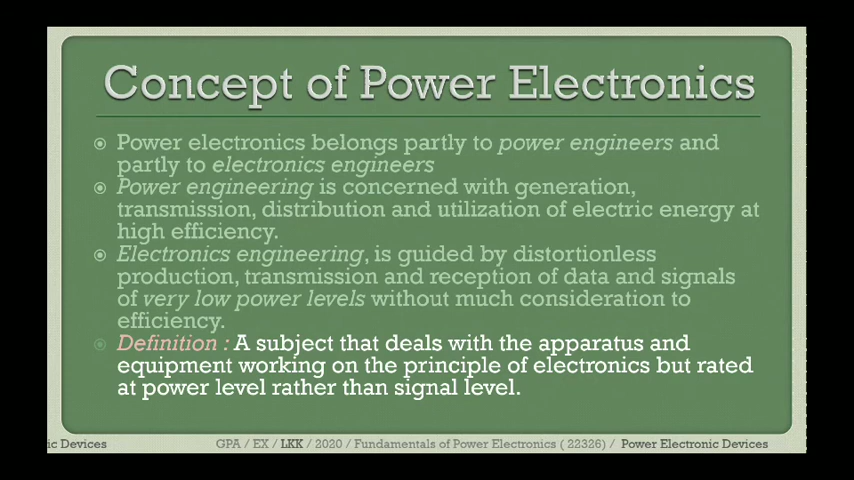 Concept of Power Electronics
Power electronics belongs partly to power engineers and
partly to electronics engineers
Power engineering is concerned with generation,
transmission, distribution and utilization of electric energy at
high efficiency.
Electronics engineering, is guided by distortionless
production, transmission and reception of data and signals
of very low power levels without much consideration to
efficiency.
Definition : A subject that deals with the apparatus and
equipment working on the principle of electronics but rated
at power level rather than signal level.
ic Devices
GPA / EX / LKK / 2020 / Fundamentals of Power Electronics ( 22326) / Power Electronic Devices